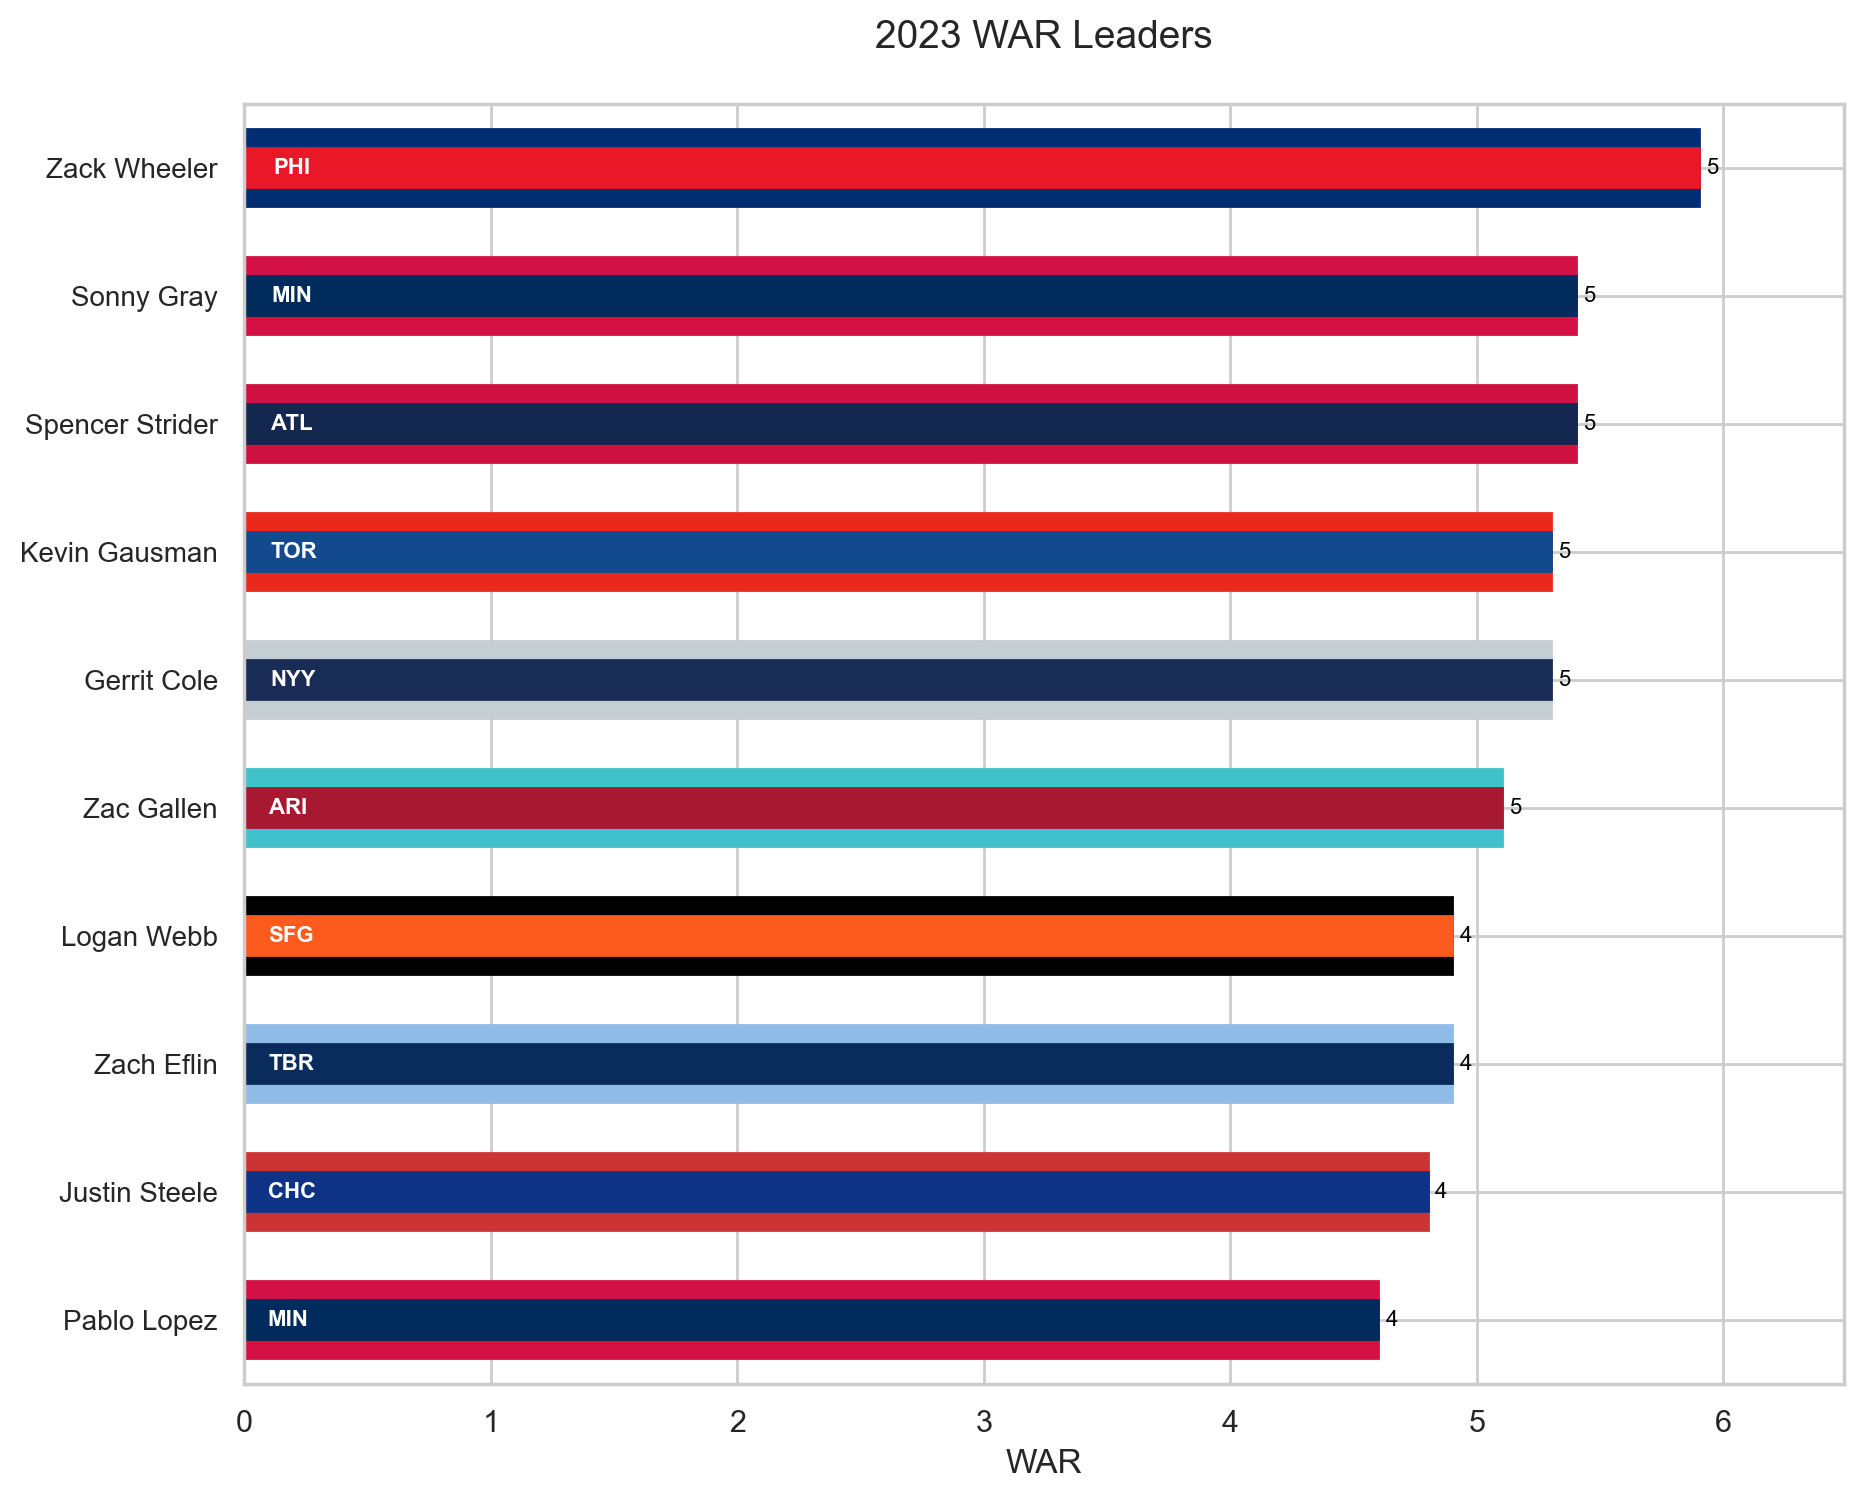 2023 WAR Leaders
Zack Wheeler PHI 5
Sonny Gray MIN 5
Spencer Strider ATL 5
Kevin Gausman TOR 5
Gerrit Cole NYY 5
Zac Gallen ARI 5
Logan Webb SFG 4
Zach Eflin TBR 4
Justin Steele CHC 4
Pablo Lopez MIN 4
0 1 2 3 4 5 6
WAR